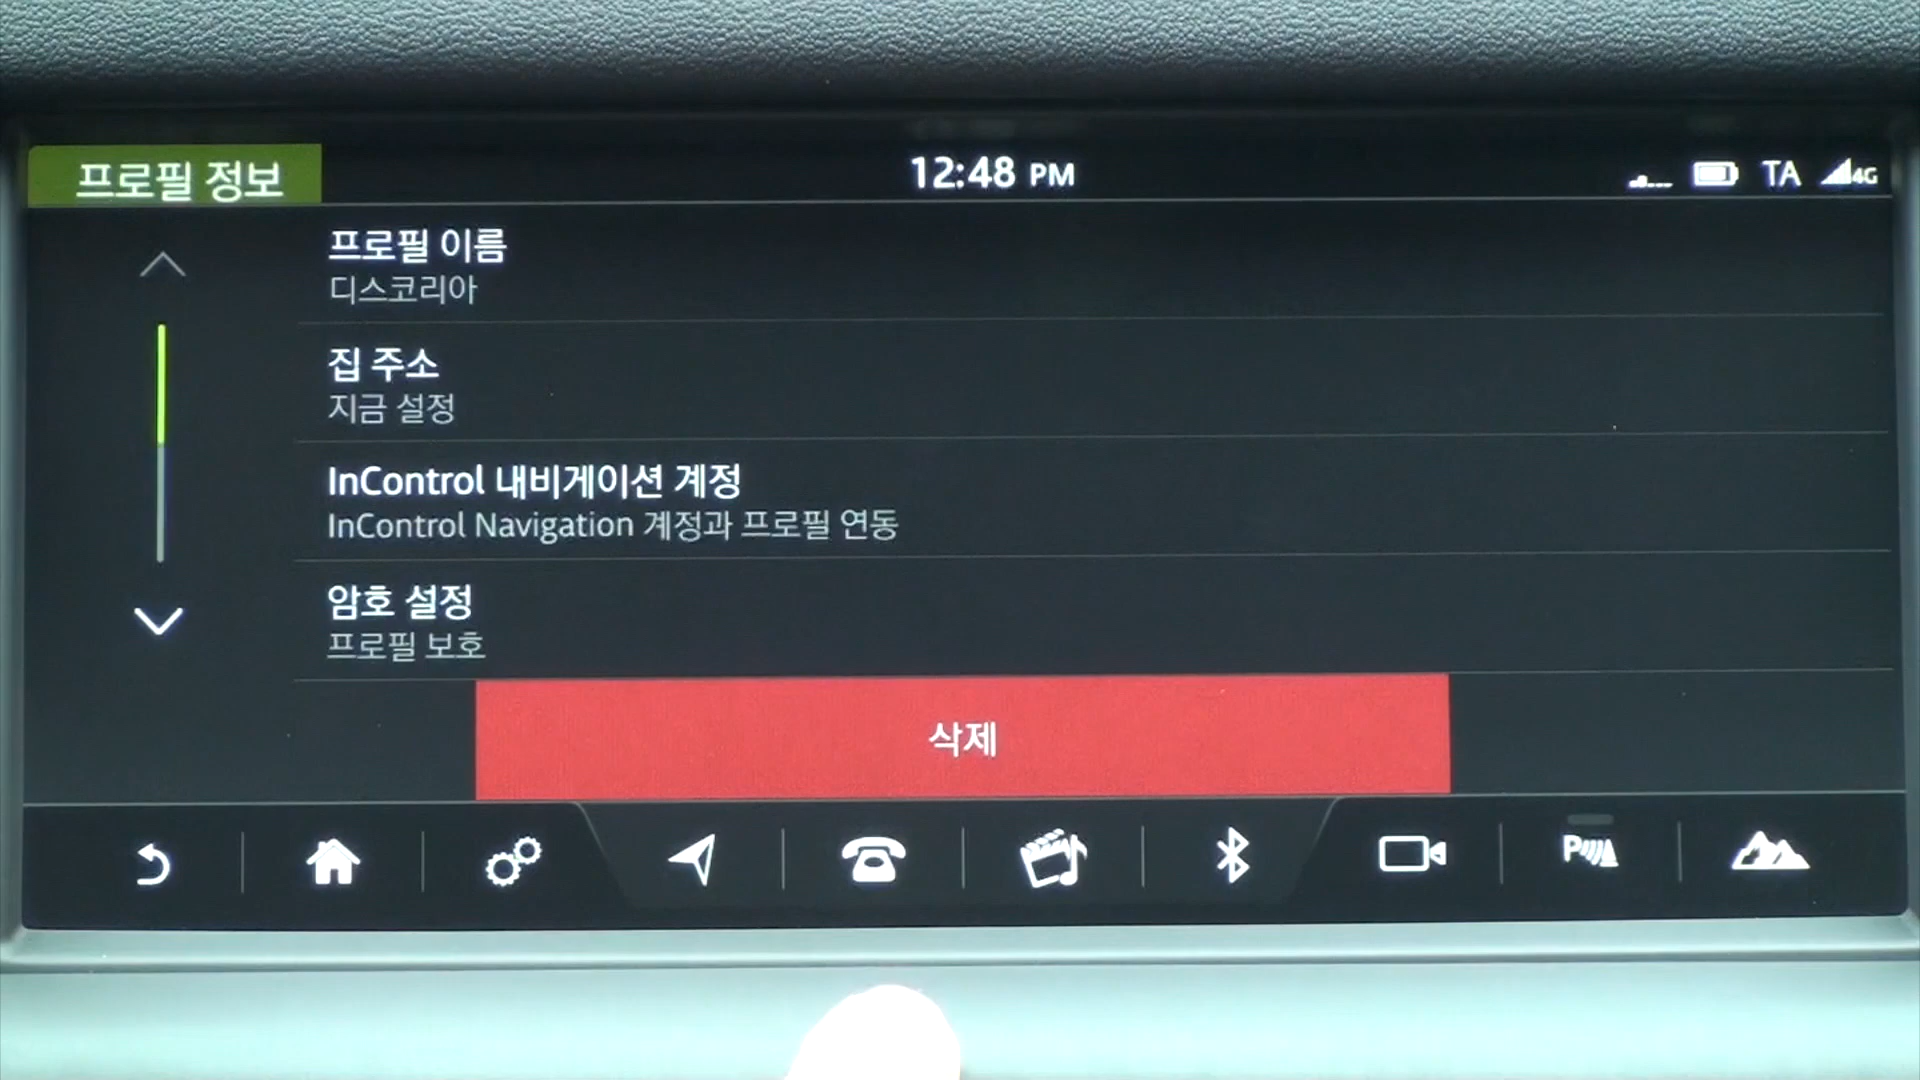 프로필 정보
12:48 PM
TA
4G
프로필 이름
디스코리아
집 주소
지금 설정
InControl 내비게이션 계정
InControl Navigation 계정과 프로필 연동
암호 설정
프로필 보호
삭제
P